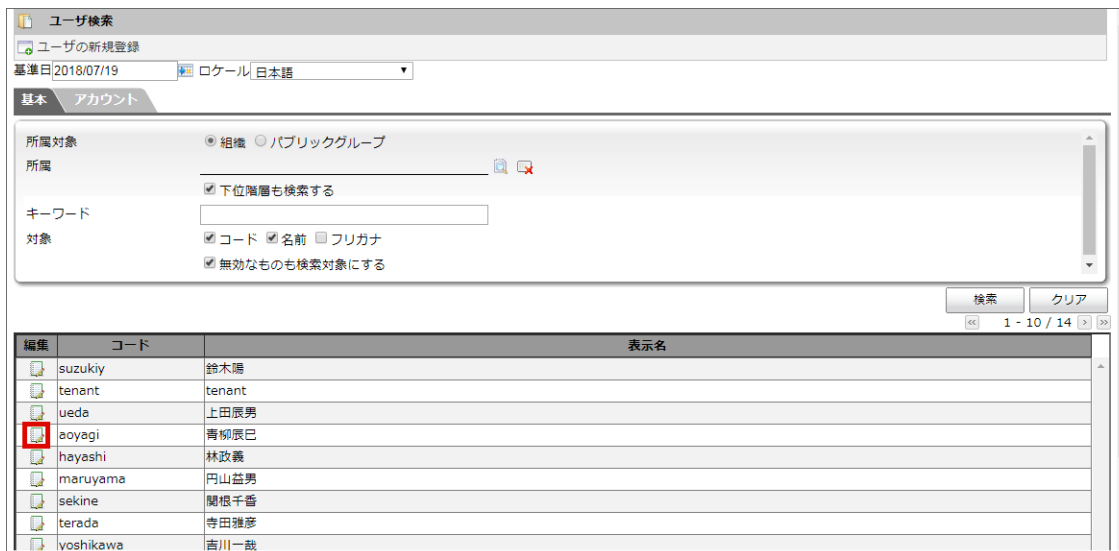 ユーザ検索
ユーザの新規登録
基準日 2018/07/19 ロケール 日本語
基本 アカウント
所属対象 組織 パブリックグループ
所属
下位階層も検索する
キーワード
対象 コード 名前 フリガナ
無効なものも検索対象にする
検索 クリア
1 - 10 / 14
編集 コード 表示名
suzukiy 鈴木陽
tenant tenant
ueda 上田辰男
aoyagi 青柳辰巳
hayashi 林政義
maruyama 円山益男
sekine 関根千香
terada 寺田雅彦
yoshikawa 吉川一哉